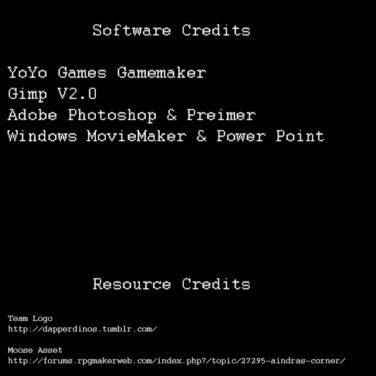 Software Credits
YoYo Games Gamemaker
Gimp V2.0
Adobe Photoshop & Preimer
Windows MovieMaker & Power Point
Resource Credits
Team Logo
http://dapperdinos.tumblr.com/
Moose Asset
http://forums.rpgmakerweb.com/index.php?/topic/27295-aindras-corner/